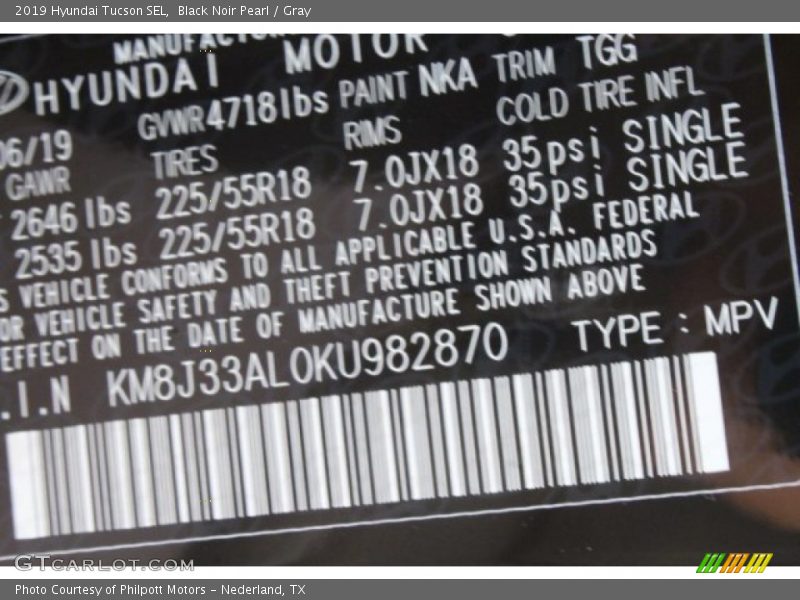 2019 Hyundai Tucson SEL, Black Noir Pearl / Gray
HYUNDAI MOTOR
06/19 GVWR 4718lbs PAINT NKA TRIM TGG
GAWR TIRES RIMS COLD TIRE INFL
2646 lbs 225/55R18 7.0JX18 35psi SINGLE
2535 lbs 225/55R18 7.0JX18 35psi SINGLE
VEHICLE CONFORMS TO ALL APPLICABLE U.S.A. FEDERAL
OR VEHICLE SAFETY AND THEFT PREVENTION STANDARDS
EFFECT ON THE DATE OF MANUFACTURE SHOWN ABOVE
.I.N KM8J33AL0KU982870 TYPE : MPV
GTCARLOT.COM
Photo Courtesy of Philpott Motors - Nederland, TX